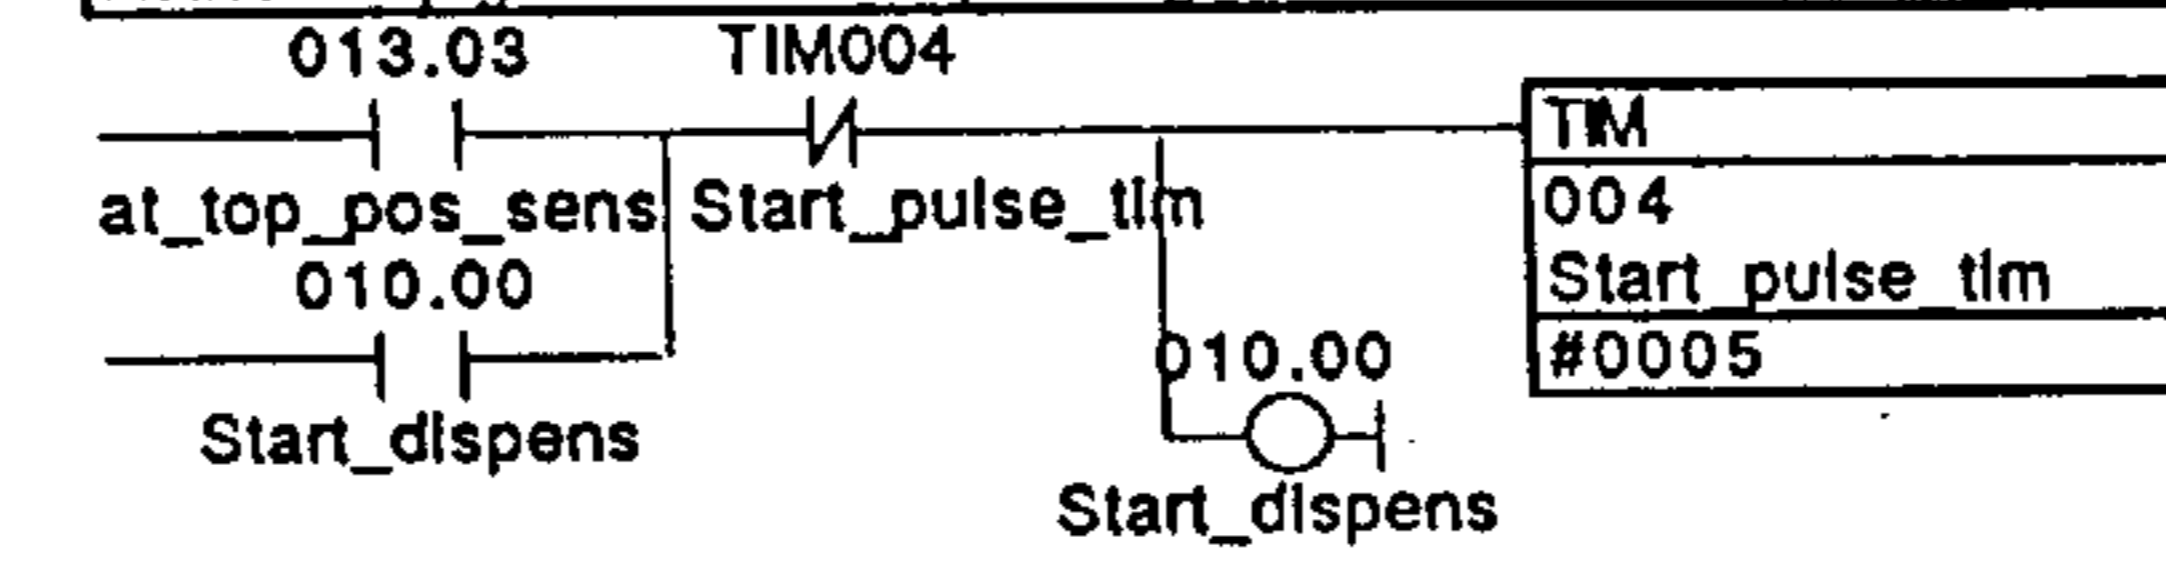 013.03 TIM004
TIM
at_top_pos_sens Start_pulse_tim
004
010.00
Start_pulse_tim
010.00
#0005
Start_dispens
Start_dispens